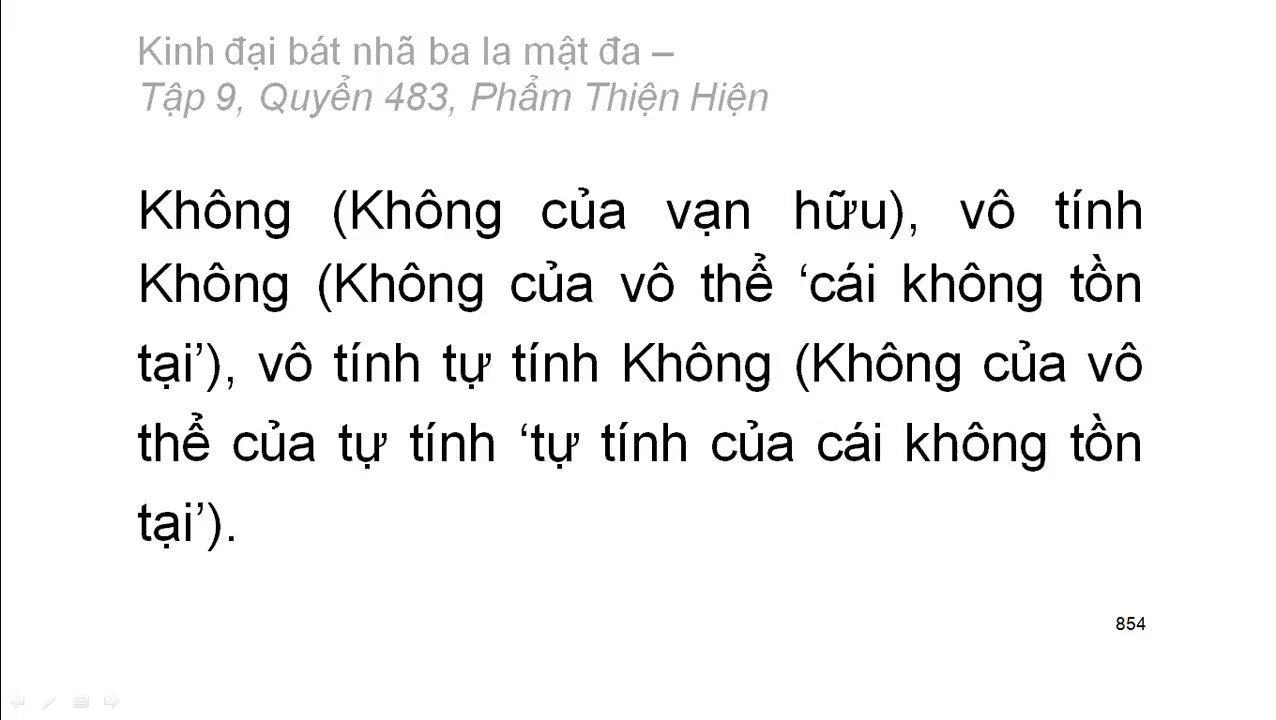 Kinh đại bát nhã ba la mật đa –
Tập 9, Quyển 483, Phẩm Thiện Hiện
Không (Không của vạn hữu), vô tính
Không (Không của vô thể ‘cái không tồn
tại’), vô tính tự tính Không (Không của vô
thể của tự tính ‘tự tính của cái không tồn
tại’).
854